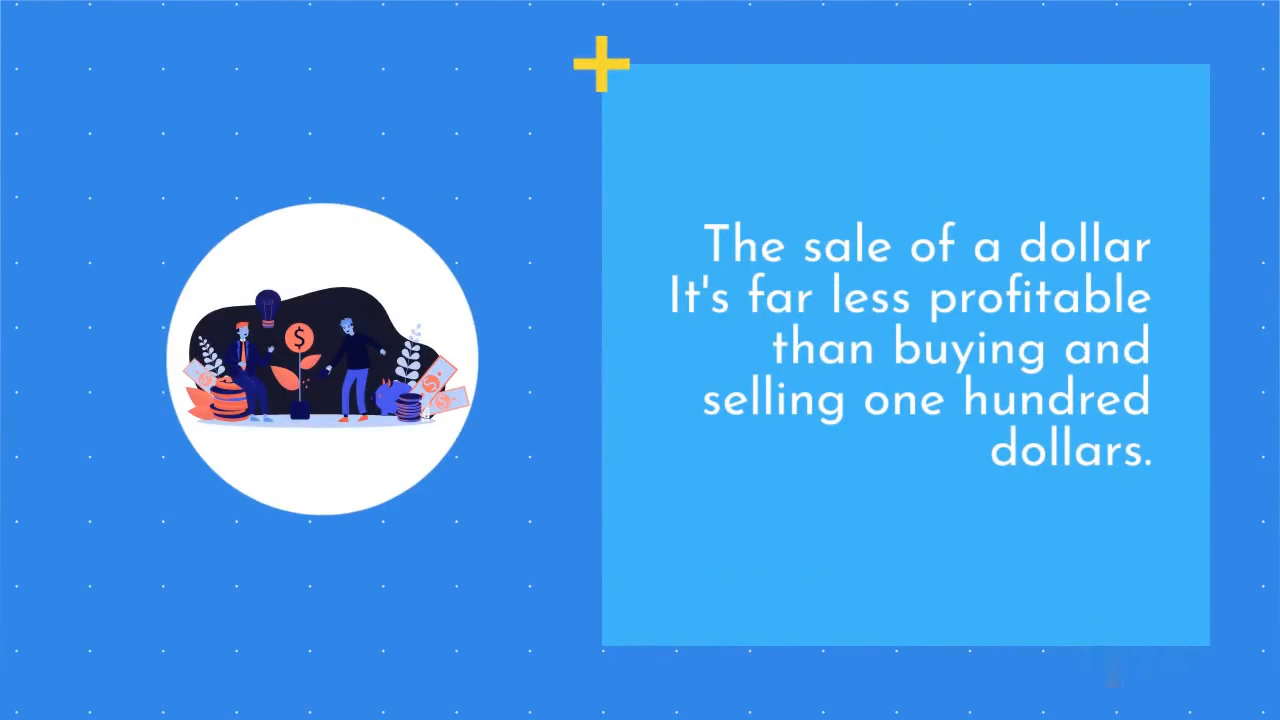 The sale of a dollar
It's far less profitable
than buying and
selling one hundred
dollars.